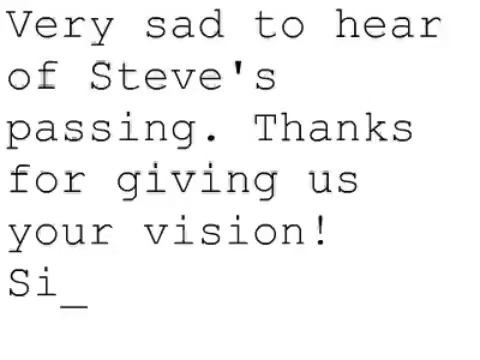 Very sad to hear
of Steve's
passing. Thanks
for giving us
your vision!
Si_